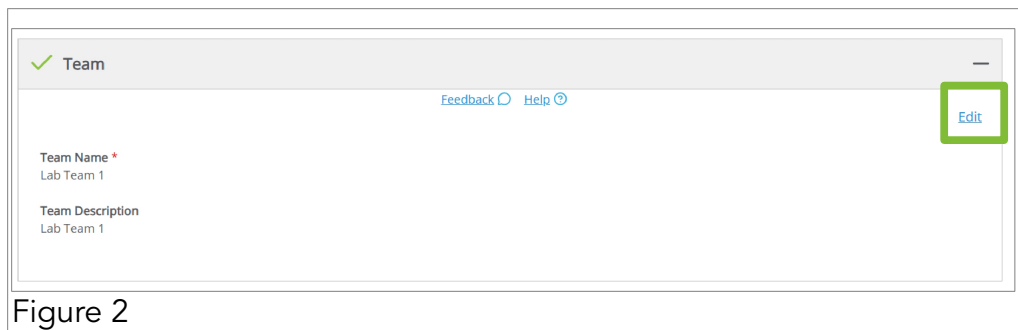 Team
Feedback Help
Edit
Team Name *
Lab Team 1
Team Description
Lab Team 1
Figure 2